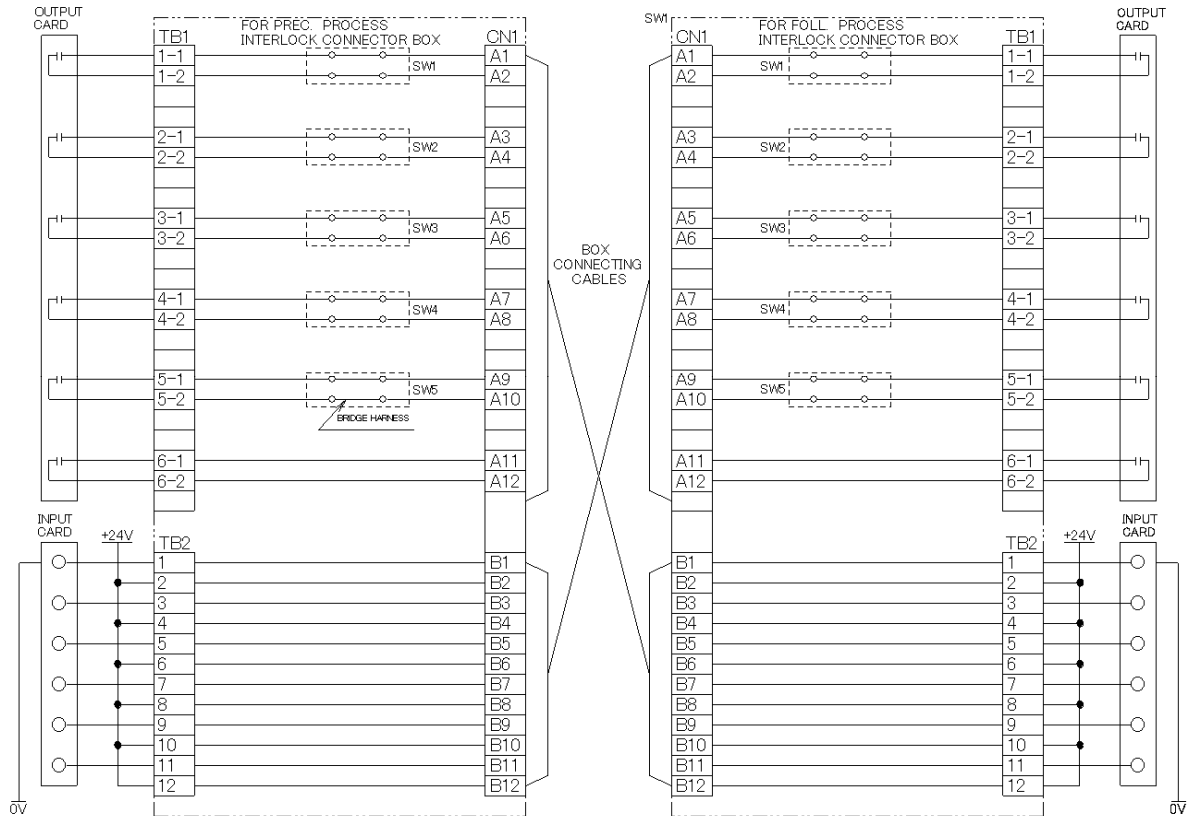 OUTPUT
CARD
FOR PREC. PROCESS
INTERLOCK CONNECTOR BOX
TB1
CN1
1-1
1-2
SW1
A1
A2
2-1
2-2
SW2
A3
A4
3-1
3-2
SW3
A5
A6
4-1
4-2
SW4
A7
A8
5-1
5-2
SW5
A9
A10
BRIDGE HARNESS
6-1
6-2
A11
A12
INPUT
CARD
+24V
TB2
1
2
3
4
5
6
7
8
9
10
11
12
B1
B2
B3
B4
B5
B6
B7
B8
B9
B10
B11
B12
0V
BOX
CONNECTING
CABLES
SW1
FOR FOLL. PROCESS
INTERLOCK CONNECTOR BOX
CN1
TB1
OUTPUT
CARD
A1
A2
SW1
1-1
1-2
A3
A4
SW2
2-1
2-2
A5
A6
SW3
3-1
3-2
A7
A8
SW4
4-1
4-2
A9
A10
SW5
5-1
5-2
A11
A12
6-1
6-2
TB2
+24V
INPUT
CARD
B1
B2
B3
B4
B5
B6
B7
B8
B9
B10
B11
B12
1
2
3
4
5
6
7
8
9
10
11
12
0V